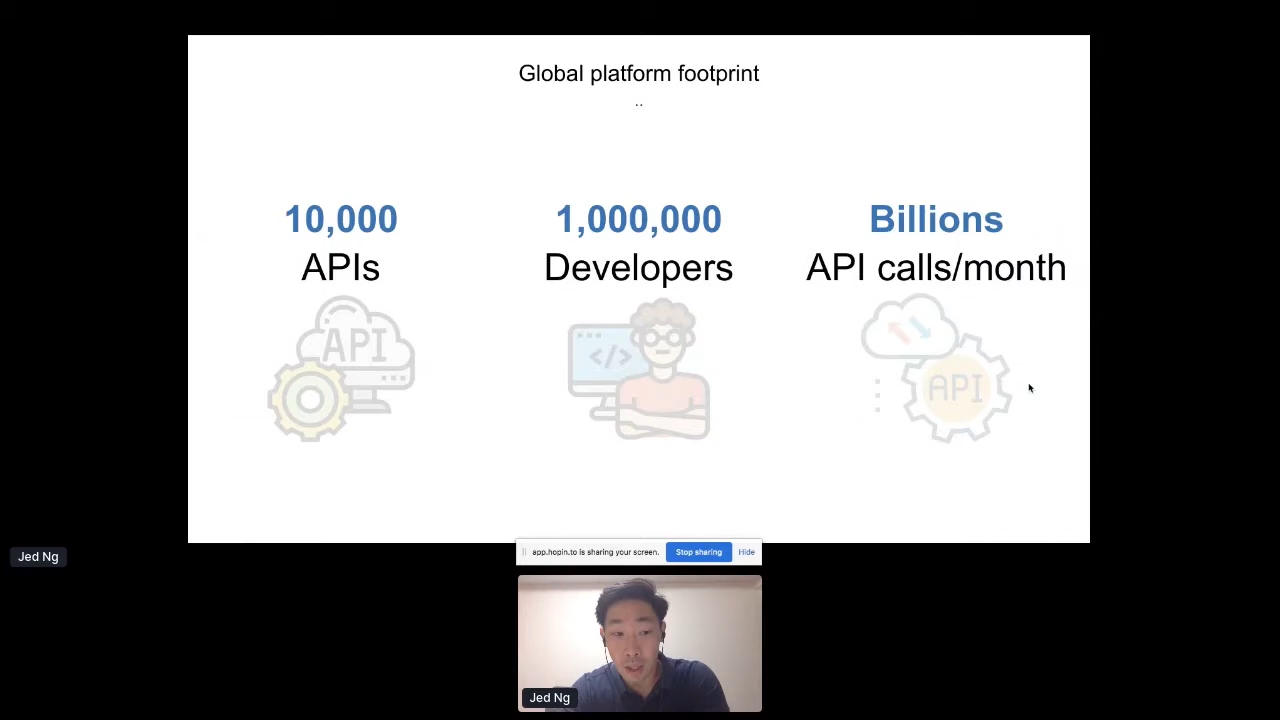 Global platform footprint
..
10,000
APIs
1,000,000
Developers
Billions
API calls/month
API
</>
API
Jed Ng
app.hopin.to is sharing your screen.
Stop sharing
Hide
Jed Ng